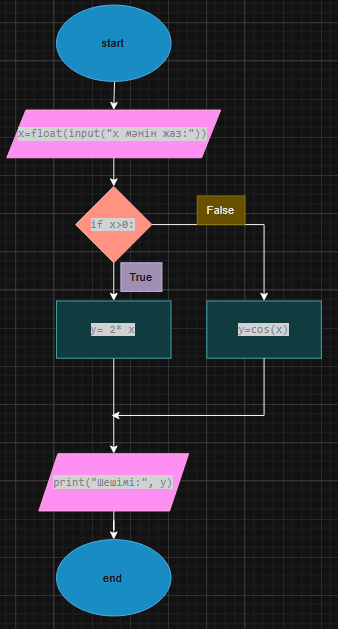 start
x=float(input("x мәнін жаз:"))
if x>0:
False
True
y= 2* x
y=cos(x)
print("Шешімі:", y)
end